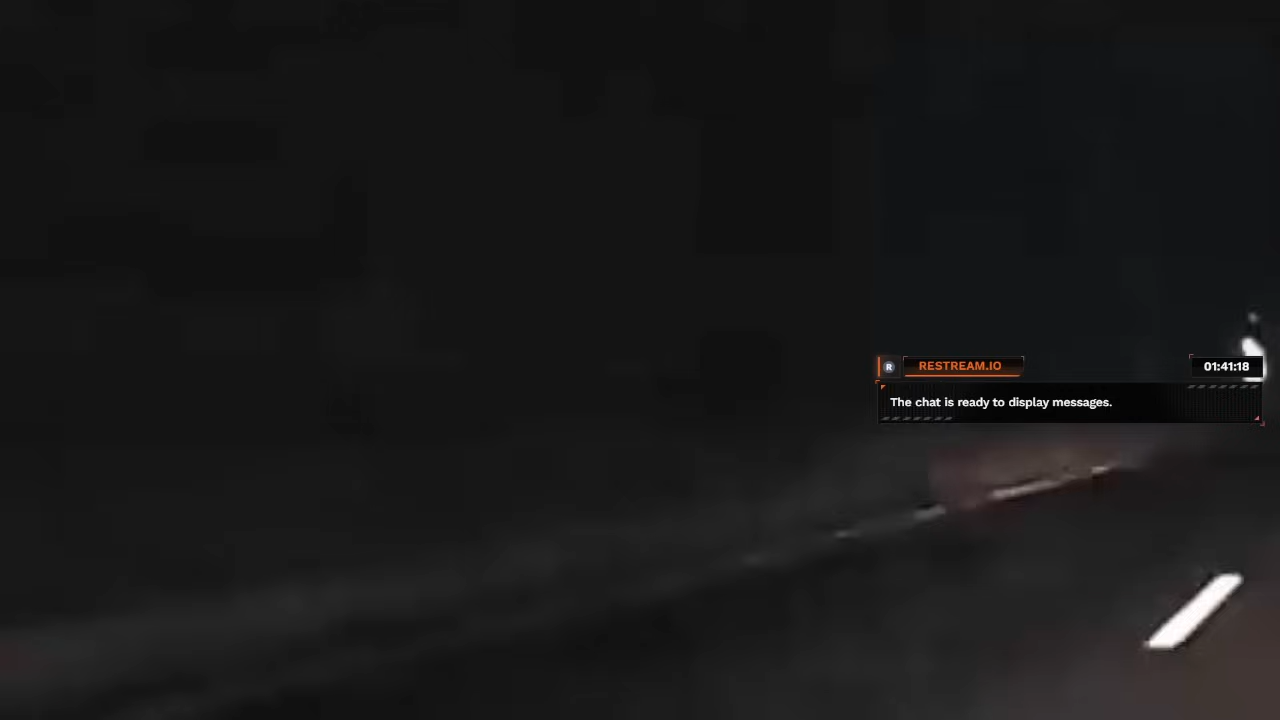 R RESTREAM.IO 01:41:18
The chat is ready to display messages.